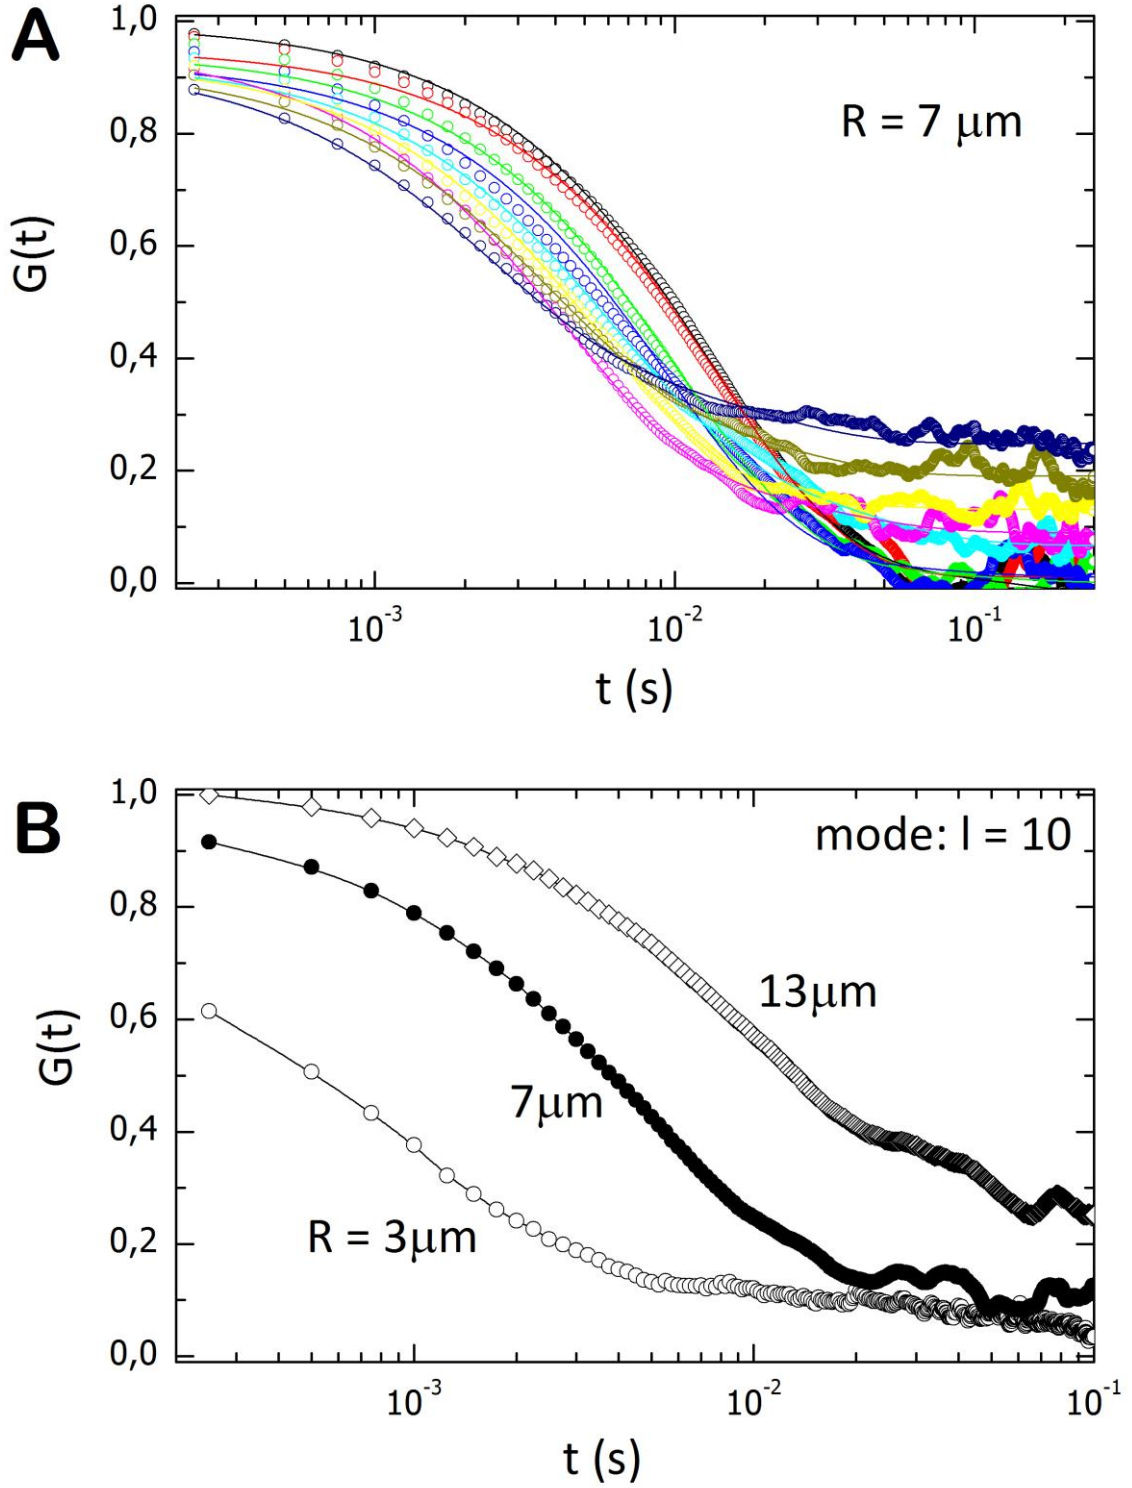 A
1,0
0,8
0,6
0,4
0,2
0,0
G(t)
R = 7 μm
10-3
10-2
10-1
t (s)
B
1,0
0,8
0,6
0,4
0,2
0,0
G(t)
mode: l = 10
13μm
7μm
R = 3μm
10-3
10-2
10-1
t (s)